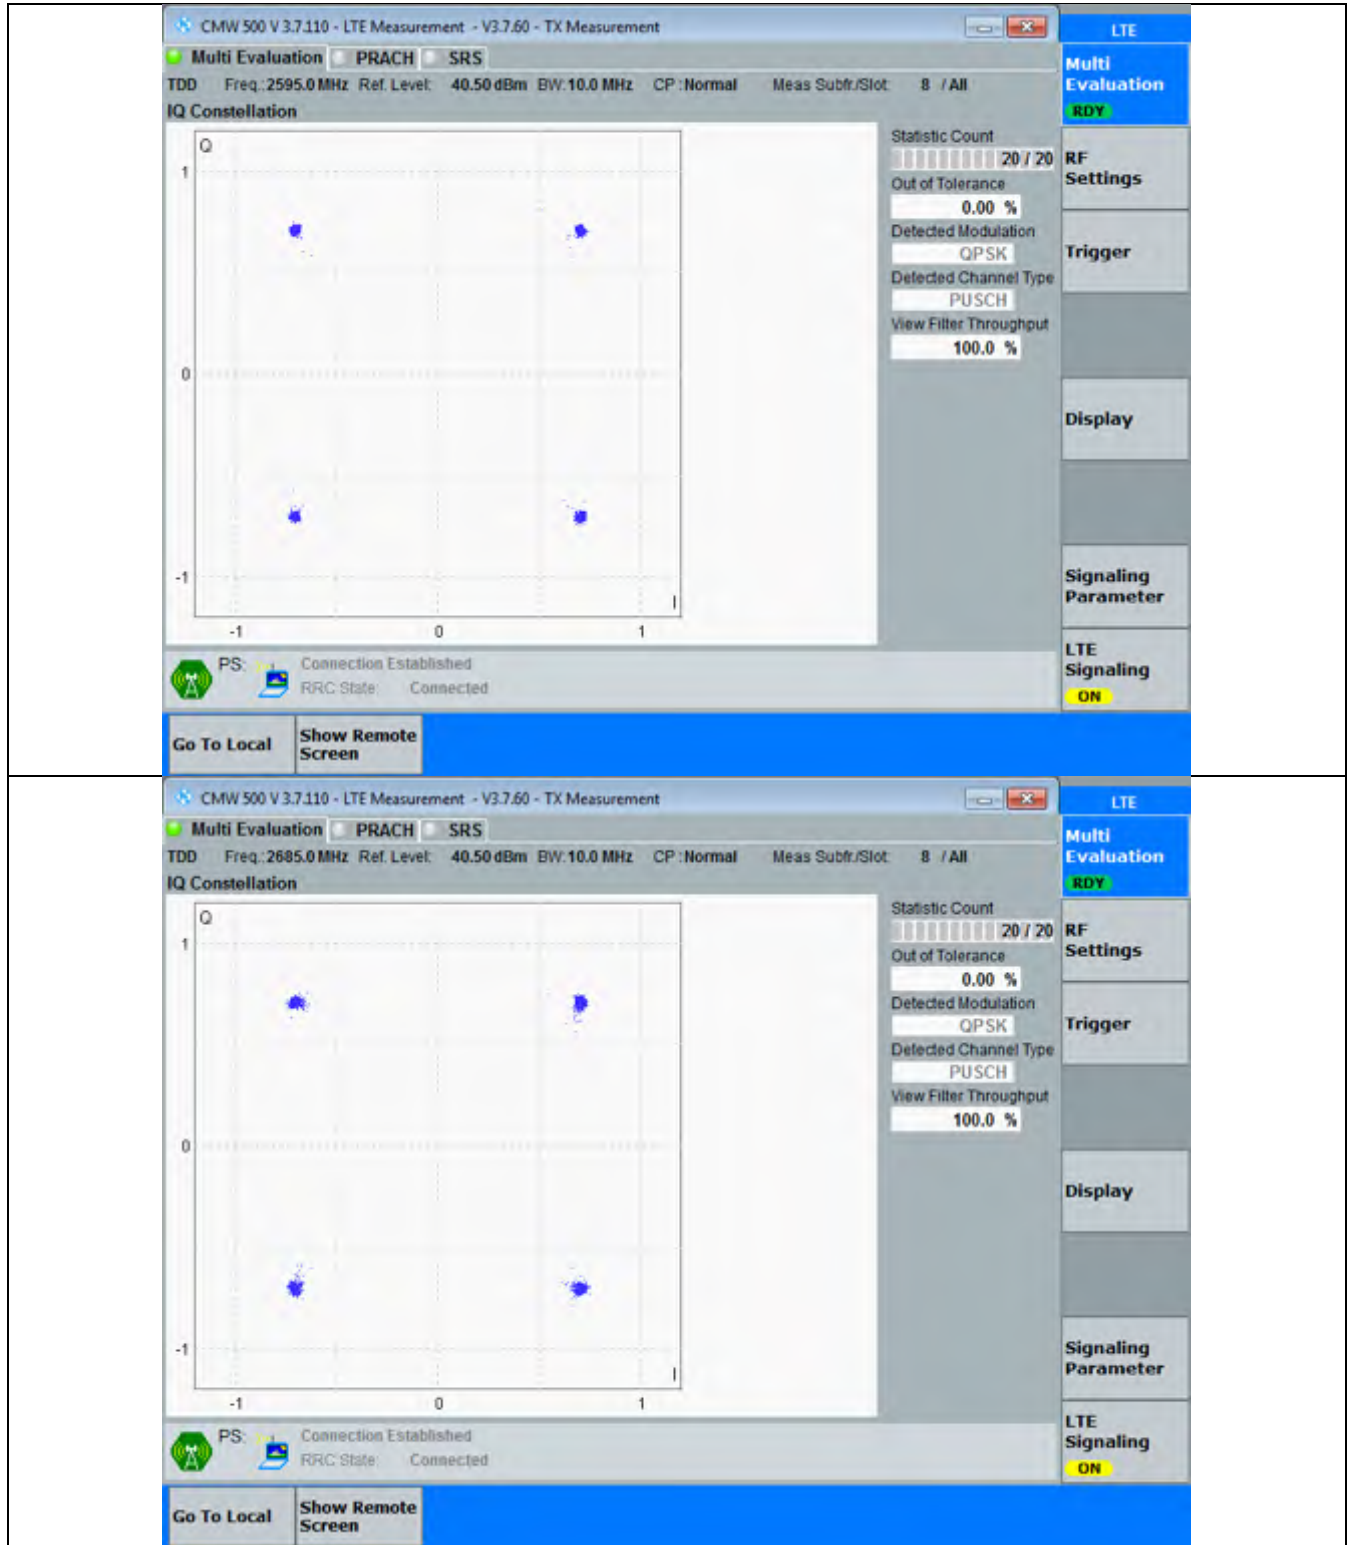 CMW 500 V 3.7.110 - LTE Measurement - V3.7.60 - TX Measurement
LTE
Multi Evaluation PRACH SRS
Multi
Evaluation
RDY
TDD Freq.:2595.0 MHz Ref. Level: 40.50 dBm BW:10.0 MHz CP :Normal Meas Subfr./Slot: 8 / All
IQ Constellation
Q
1
0
-1
-1 0 1
I
Statistic Count
20 / 20
Out of Tolerance
0.00 %
Detected Modulation
QPSK
Detected Channel Type
PUSCH
View Filter Throughput
100.0 %
RF
Settings
Trigger
Display
Signaling
Parameter
LTE
Signaling
ON
PS: Connection Established
RRC State: Connected
Go To Local
Show Remote
Screen
CMW 500 V 3.7.110 - LTE Measurement - V3.7.60 - TX Measurement
LTE
Multi Evaluation PRACH SRS
Multi
Evaluation
RDY
TDD Freq.:2685.0 MHz Ref. Level: 40.50 dBm BW:10.0 MHz CP :Normal Meas Subfr./Slot: 8 / All
IQ Constellation
Q
1
0
-1
-1 0 1
I
Statistic Count
20 / 20
Out of Tolerance
0.00 %
Detected Modulation
QPSK
Detected Channel Type
PUSCH
View Filter Throughput
100.0 %
RF
Settings
Trigger
Display
Signaling
Parameter
LTE
Signaling
ON
PS: Connection Established
RRC State: Connected
Go To Local
Show Remote
Screen